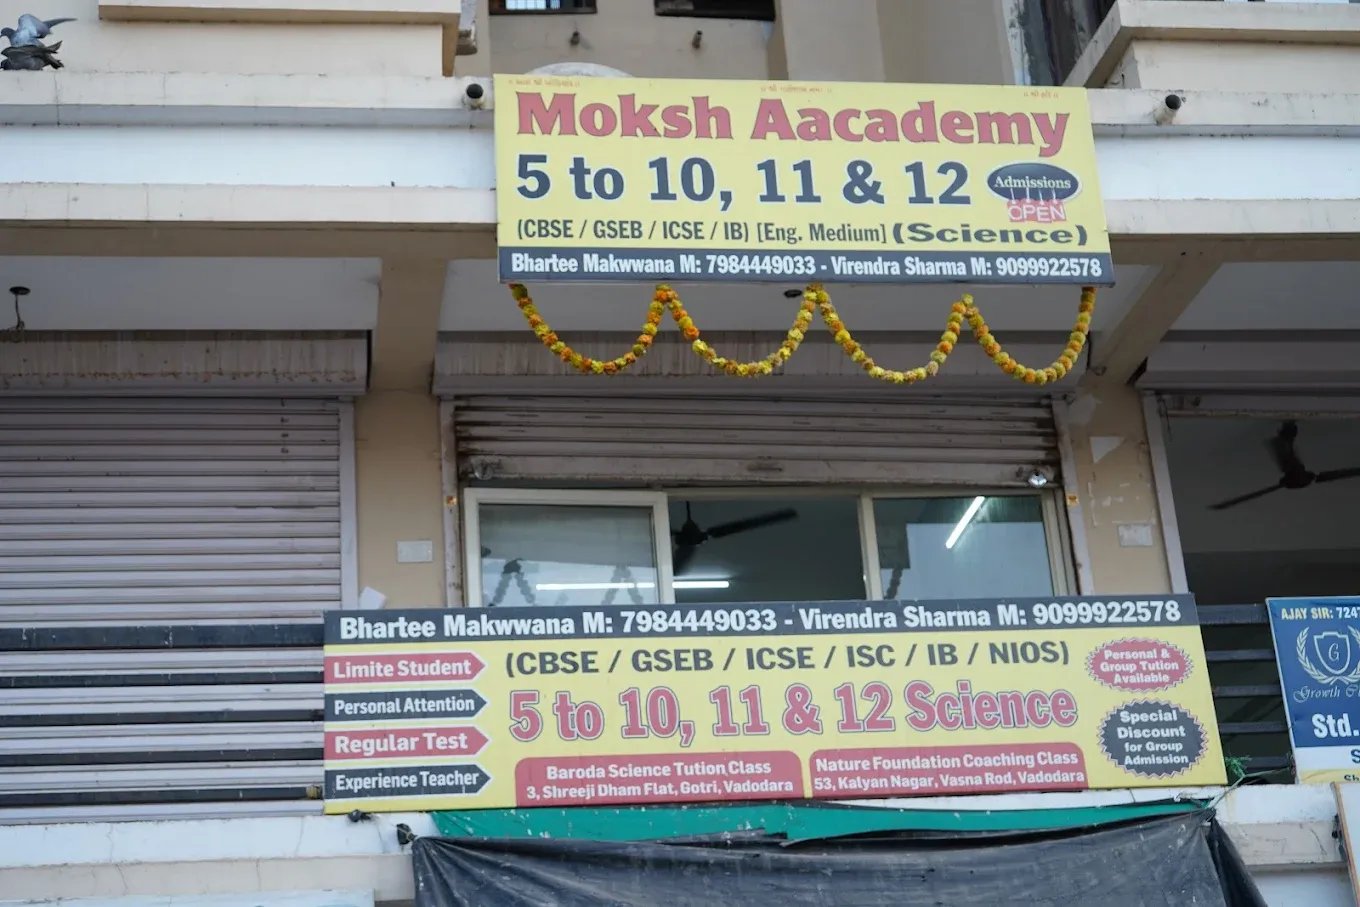 Moksh Aacademy
5 to 10, 11 & 12
Admissions
OPEN
(CBSE / GSEB / ICSE / IB) [Eng. Medium] (Science)
Bhartee Makwwana M: 7984449033 - Virendra Sharma M: 9099922578
Bhartee Makwwana M: 7984449033 - Virendra Sharma M: 9099922578
Limite Student
Personal Attention
Regular Test
Experience Teacher
(CBSE / GSEB / ICSE / ISC / IB / NIOS)
5 to 10, 11 & 12 Science
Baroda Science Tution Class
3, Shreeji Dham Flat, Gotri, Vadodara
Nature Foundation Coaching Class
53, Kalyan Nagar, Vasna Rod, Vadodara
Personal &
Group Tution
Available
Special
Discount
for Group
Admission
AJAY SIR: 724
G
Growth C
Std.